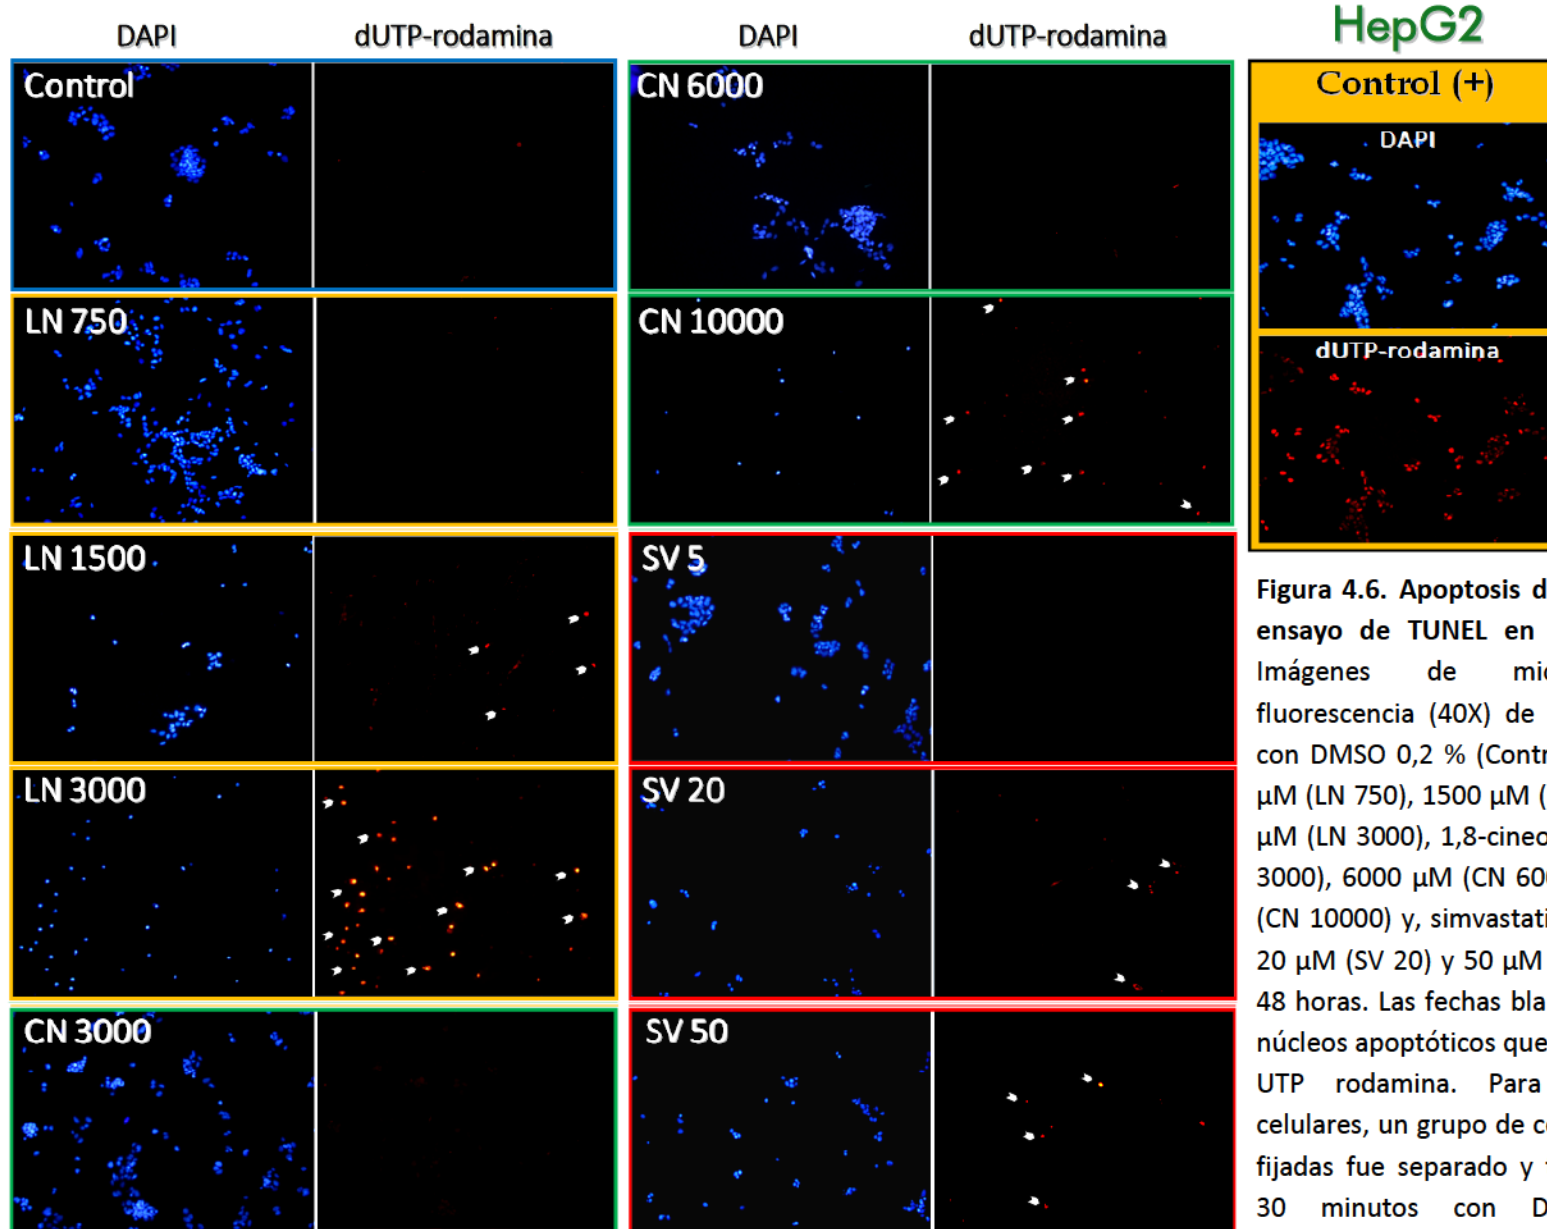 DAPI
dUTP-rodamina
DAPI
dUTP-rodamina
HepG2
Control
CN 6000
LN 750
CN 10000
LN 1500
SV 5
LN 3000
SV 20
CN 3000
SV 50
Control (+)
DAPI
dUTP-rodamina
Figura 4.6. Apoptosis d
ensayo de TUNEL en
Imágenes de mic
fluorescencia (40X) de
con DMSO 0,2 % (Contr
µM (LN 750), 1500 µM (
µM (LN 3000), 1,8-cineo
3000), 6000 µM (CN 600
(CN 10000) y, simvastati
20 µM (SV 20) y 50 µM
48 horas. Las fechas bla
núcleos apoptóticos que
UTP rodamina. Para
celulares, un grupo de c
fijadas fue separado y
30 minutos con D